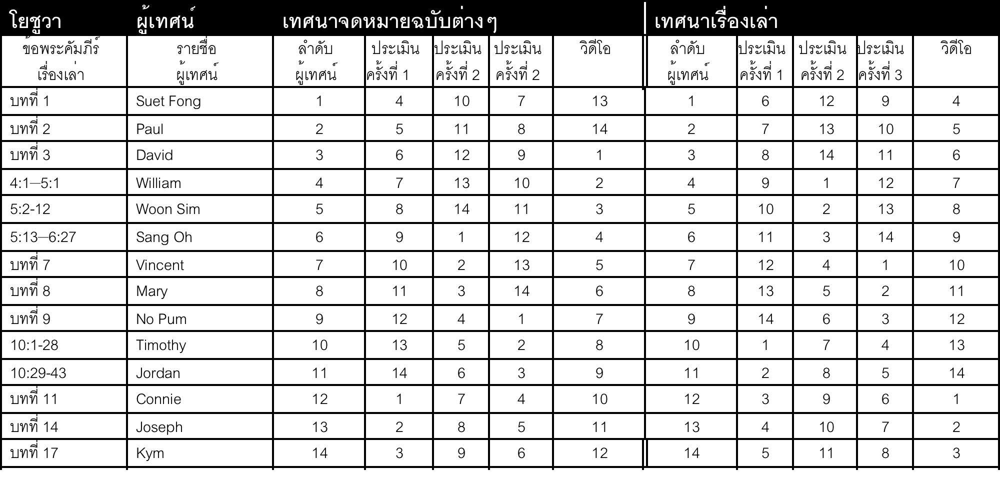 โยชูวา ผู้เทศน์ เทศนาจดหมายฉบับต่างๆ เทศนาเรื่องเล่า
ข้อพระคัมภีร์ รายชื่อ ลำดับ ประเมิน ประเมิน ประเมิน วิดีโอ ลำดับ ประเมิน ประเมิน ประเมิน วิดีโอ
เรื่องเล่า ผู้เทศน์ ผู้เทศน์ ครั้งที่ 1 ครั้งที่ 2 ครั้งที่ 2 ผู้เทศน์ ครั้งที่ 1 ครั้งที่ 2 ครั้งที่ 3
บทที่ 1 Suet Fong 1 4 10 7 13 1 6 12 9 4
บทที่ 2 Paul 2 5 11 8 14 2 7 13 10 5
บทที่ 3 David 3 6 12 9 1 3 8 14 11 6
4:1—5:1 William 4 7 13 10 2 4 9 1 12 7
5:2-12 Woon Sim 5 8 14 11 3 5 10 2 13 8
5:13—6:27 Sang Oh 6 9 1 12 4 6 11 3 14 9
บทที่ 7 Vincent 7 10 2 13 5 7 12 4 1 10
บทที่ 8 Mary 8 11 3 14 6 8 13 5 2 11
บทที่ 9 No Pum 9 12 4 1 7 9 14 6 3 12
10:1-28 Timothy 10 13 5 2 8 10 1 7 4 13
10:29-43 Jordan 11 14 6 3 9 11 2 8 5 14
บทที่ 11 Connie 12 1 7 4 10 12 3 9 6 1
บทที่ 14 Joseph 13 2 8 5 11 13 4 10 7 2
บทที่ 17 Kym 14 3 9 6 12 14 5 11 8 3